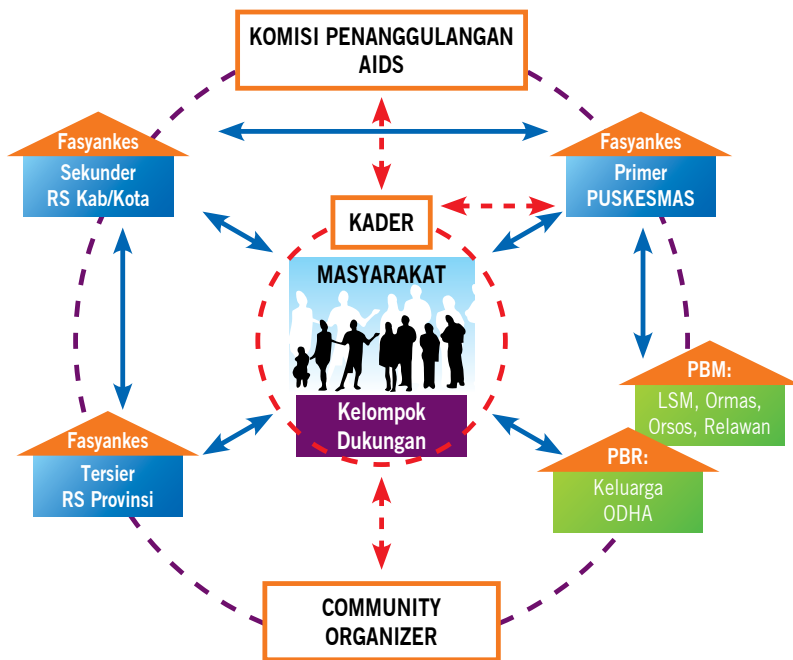 KOMISI PENANGGULANGAN
AIDS
Fasyankes
Sekunder
RS Kab/Kota
Fasyankes
Primer
PUSKESMAS
KADER
MASYARAKAT
Kelompok
Dukungan
PBM:
LSM, Ormas,
Orsos, Relawan
Fasyankes
Tersier
RS Provinsi
PBR:
Keluarga
ODHA
COMMUNITY
ORGANIZER